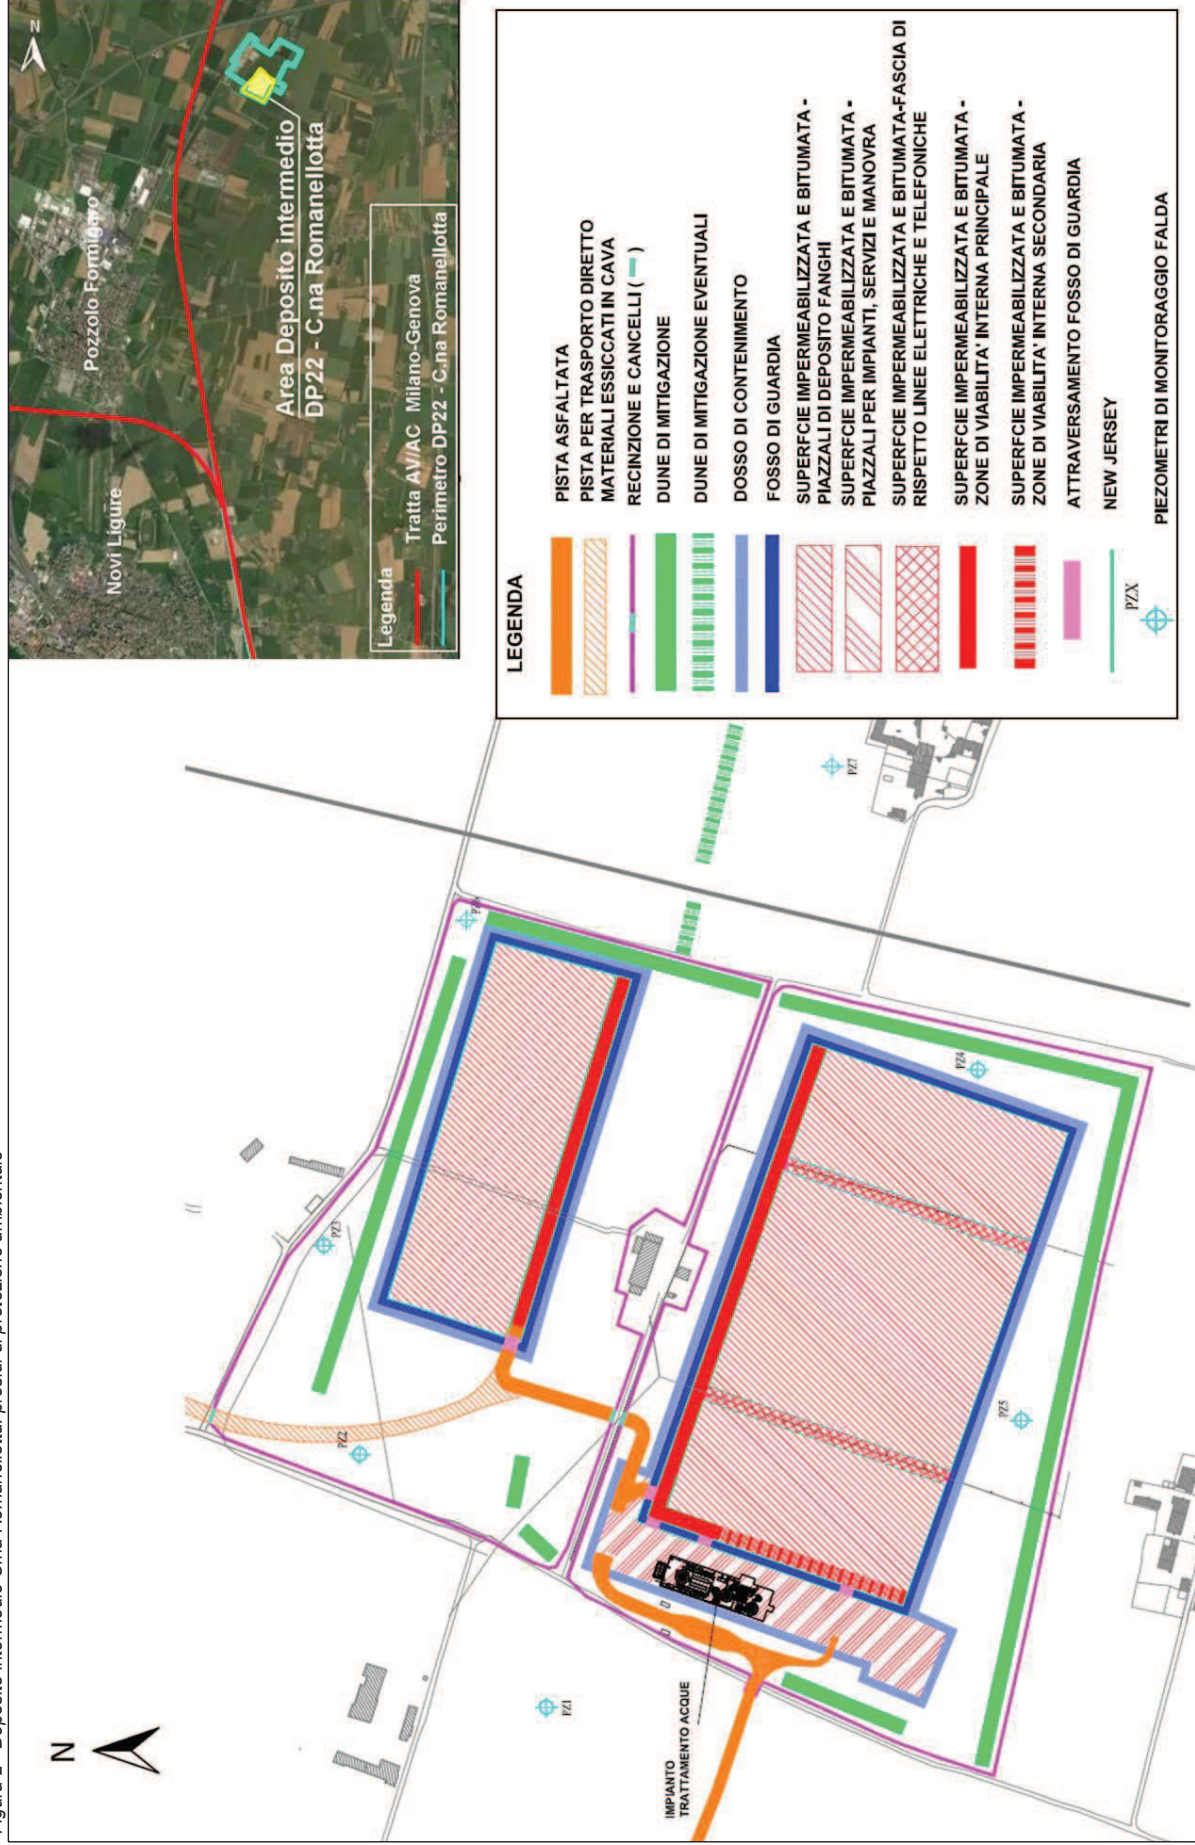 N
Pozzolo Formigaro
Novi Ligure
Area Deposito intermedio
DP22 - C.na Romanellotta
Legenda
Tratta AV/AC Milano-Genova
Perimetro DP22 - C.na Romanellotta
LEGENDA
PISTA ASFALTATA
PISTA PER TRASPORTO DIRETTO
MATERIALI ESSICCATI IN CAVA
RECINZIONE E CANCELLI ( )
DUNE DI MITIGAZIONE
DUNE DI MITIGAZIONE EVENTUALI
DOSSO DI CONTENIMENTO
FOSSO DI GUARDIA
SUPERFCIE IMPERMEABILIZZATA E BITUMATA -
PIAZZALI DI DEPOSITO FANGHI
SUPERFCIE IMPERMEABILIZZATA E BITUMATA -
PIAZZALI PER IMPIANTI, SERVIZI E MANOVRA
SUPERFCIE IMPERMEABILIZZATA E BITUMATA-FASCIA DI
RISPETTO LINEE ELETTRICHE E TELEFONICHE
SUPERFCIE IMPERMEABILIZZATA E BITUMATA -
ZONE DI VIABILITA' INTERNA PRINCIPALE
SUPERFCIE IMPERMEABILIZZATA E BITUMATA -
ZONE DI VIABILITA' INTERNA SECONDARIA
ATTRAVERSAMENTO FOSSO DI GUARDIA
NEW JERSEY
PZX
PIEZOMETRI DI MONITORAGGIO FALDA
N
PZ1
PZ2
PZ3
PZ4
PZ5
PZ7
IMPIANTO
TRATTAMENTO ACQUE